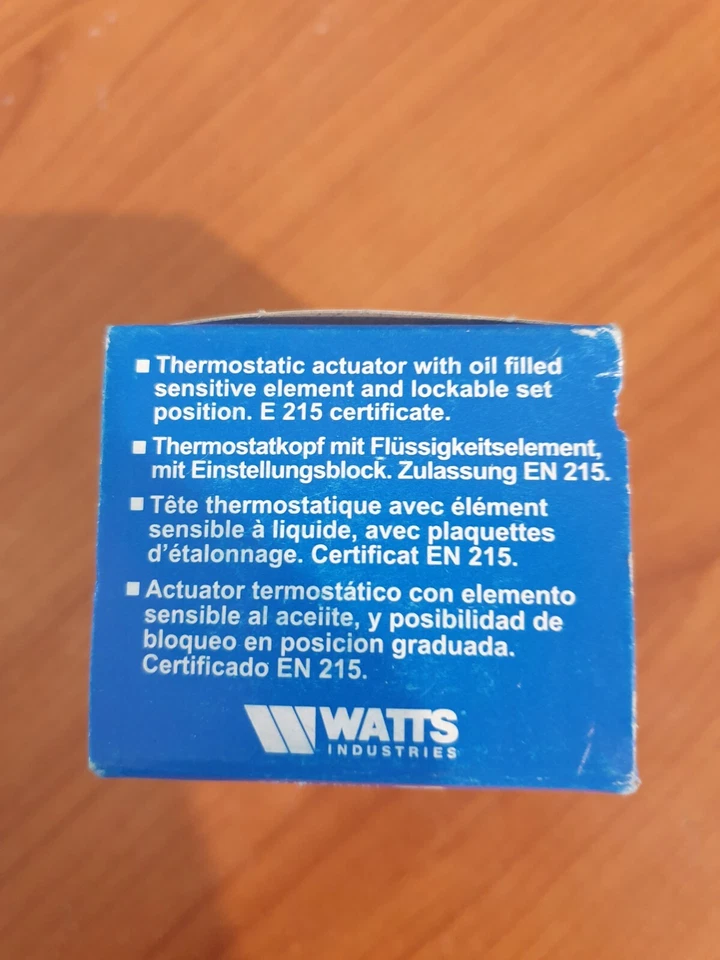 ■ Thermostatic actuator with oil filled
sensitive element and lockable set
position. E 215 certificate.
■ Thermostatkopf mit Flüssigkeitselement,
mit Einstellungsblock. Zulassung EN 215.
■ Tête thermostatique avec élément
sensible à liquide, avec plaquettes
d'étalonnage. Certificat EN 215.
■ Actuator termostático con elemento
sensible al aceiite, y posibilidad de
bloqueo en posicion graduada.
Certificado EN 215.
WATTS
INDUSTRIES